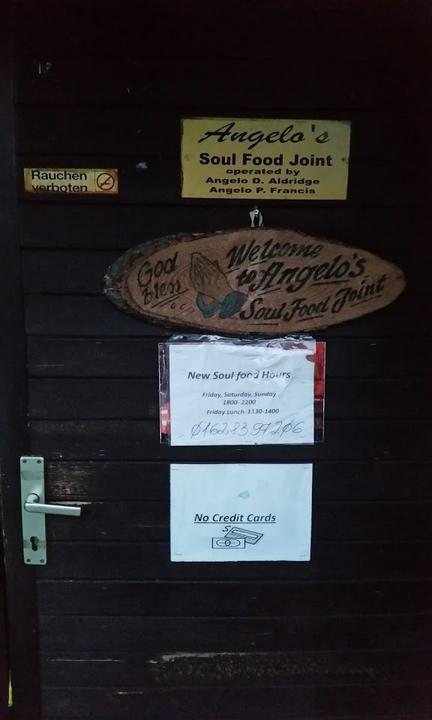 Angelo's
Soul Food Joint
operated by
Angelo D. Aldridge
Angelo P. Francis
Rauchen
verboten
God
bless
Welcome
to Angelo's
Soul Food Joint
New Soul food Hours
Friday, Saturday, Sunday
1800-2200
Friday Lunch 1130-1400
01628397206
No Credit Cards